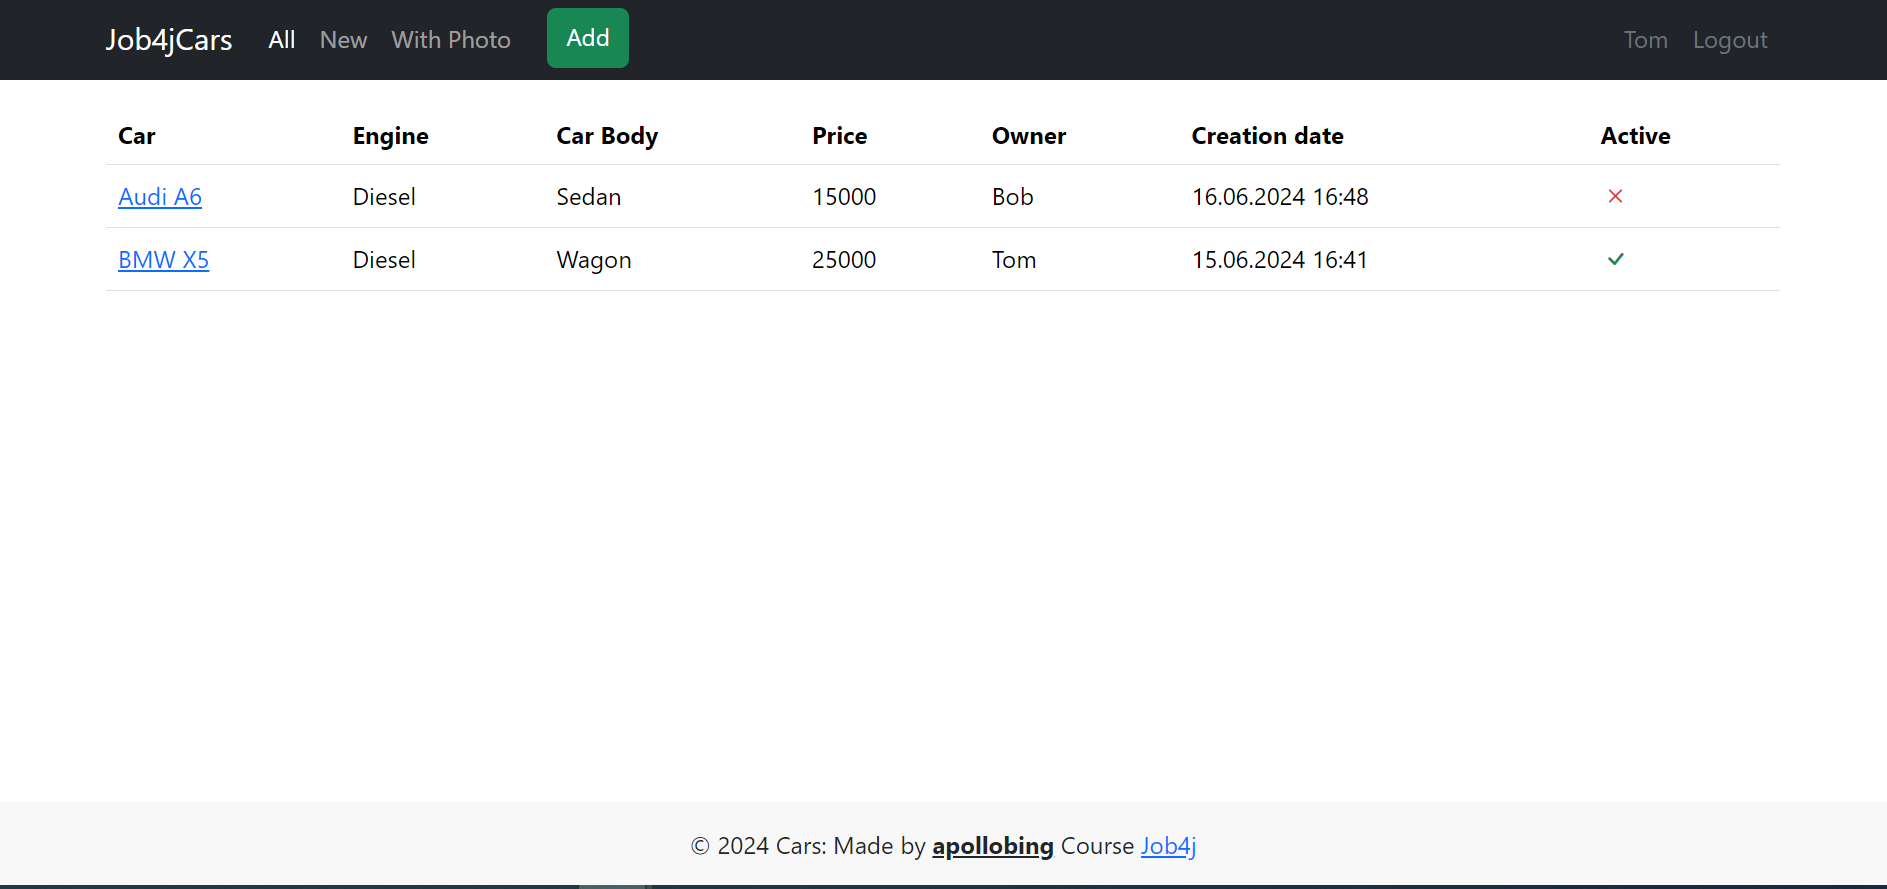 Job4jCars All New With Photo Add Tom Logout
Car Engine Car Body Price Owner Creation date Active
Audi A6 Diesel Sedan 15000 Bob 16.06.2024 16:48
BMW X5 Diesel Wagon 25000 Tom 15.06.2024 16:41
© 2024 Cars: Made by apollobing Course Job4j